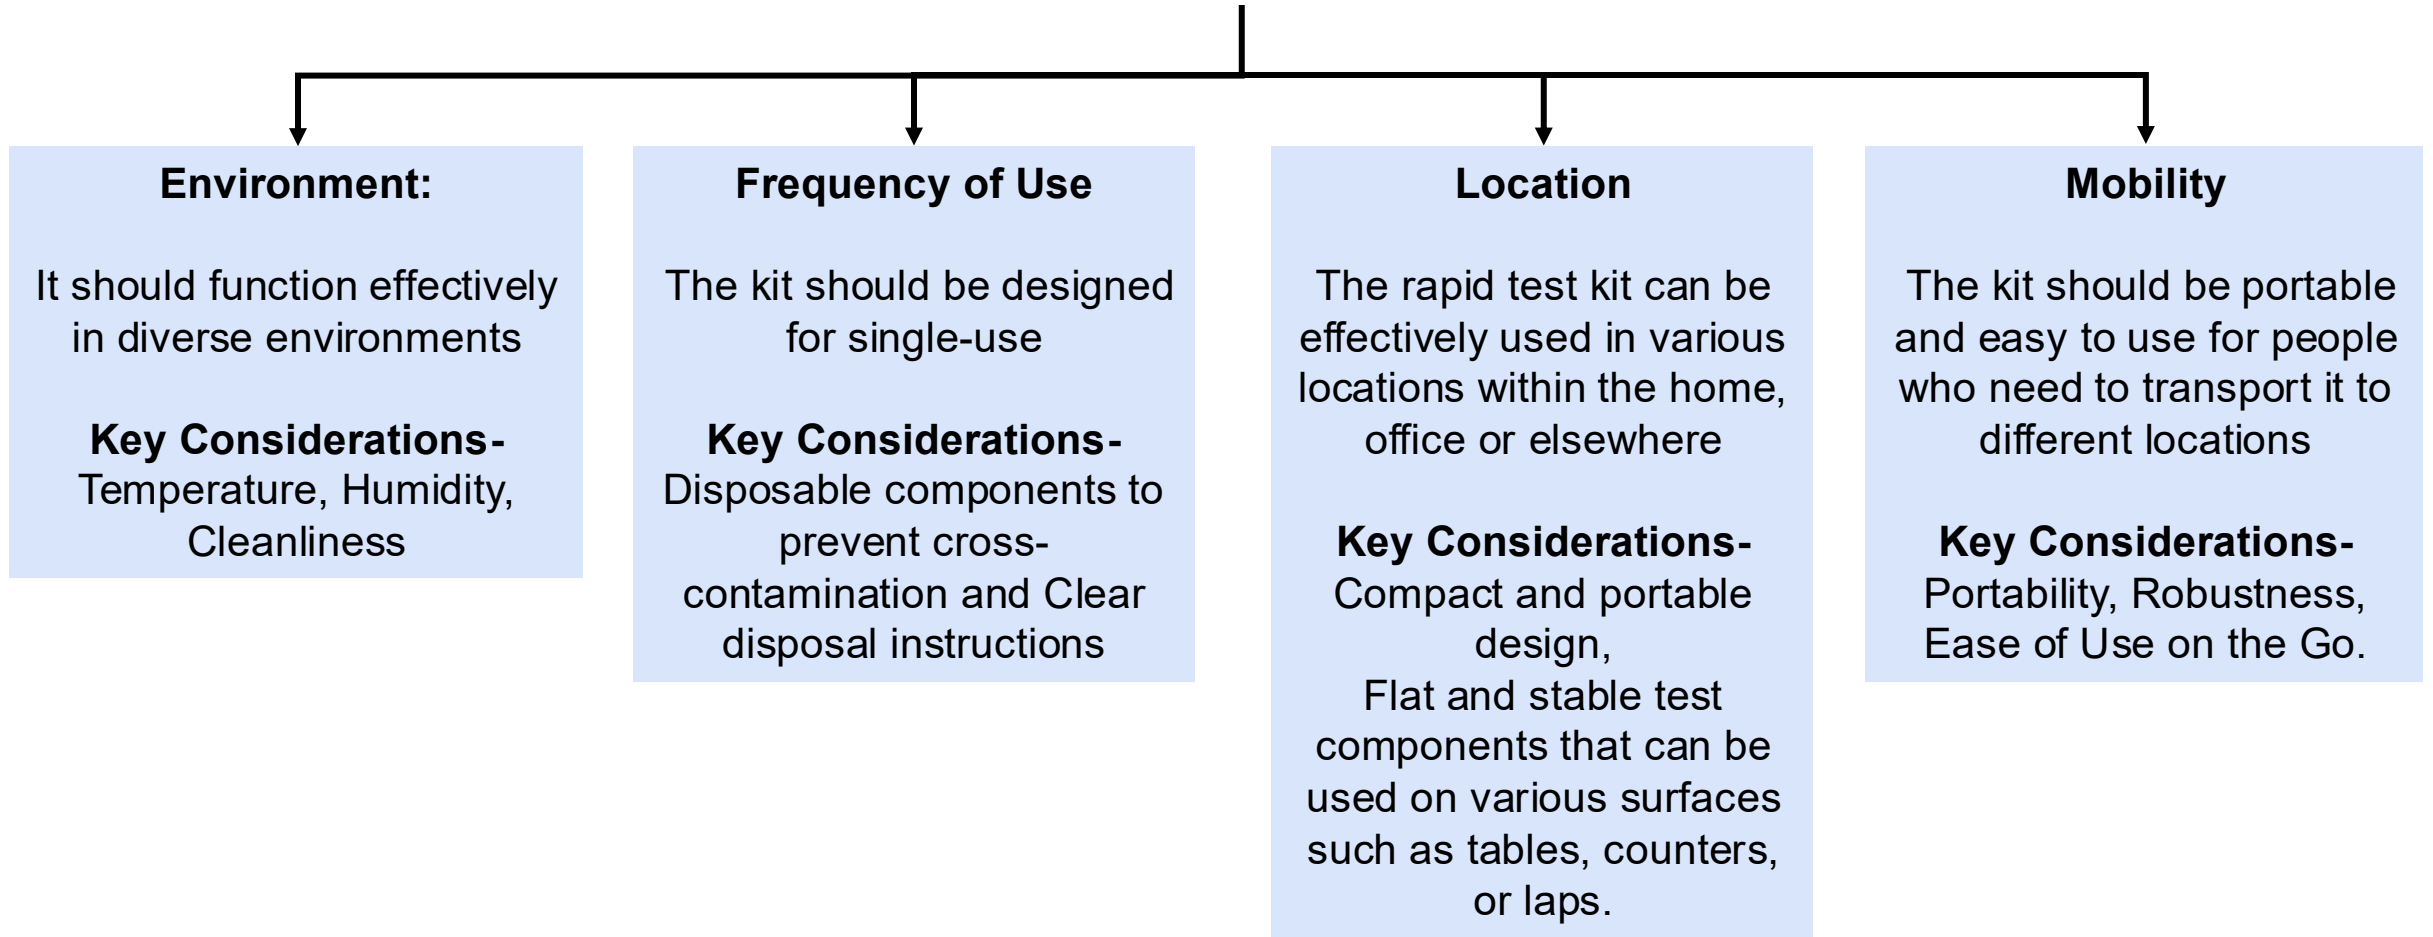 Environment:
It should function effectively
in diverse environments
Key Considerations-
Temperature, Humidity,
Cleanliness
Frequency of Use
The kit should be designed
for single-use
Key Considerations-
Disposable components to
prevent cross-
contamination and Clear
disposal instructions
Location
The rapid test kit can be
effectively used in various
locations within the home,
office or elsewhere
Key Considerations-
Compact and portable
design,
Flat and stable test
components that can be
used on various surfaces
such as tables, counters,
or laps.
Mobility
The kit should be portable
and easy to use for people
who need to transport it to
different locations
Key Considerations-
Portability, Robustness,
Ease of Use on the Go.